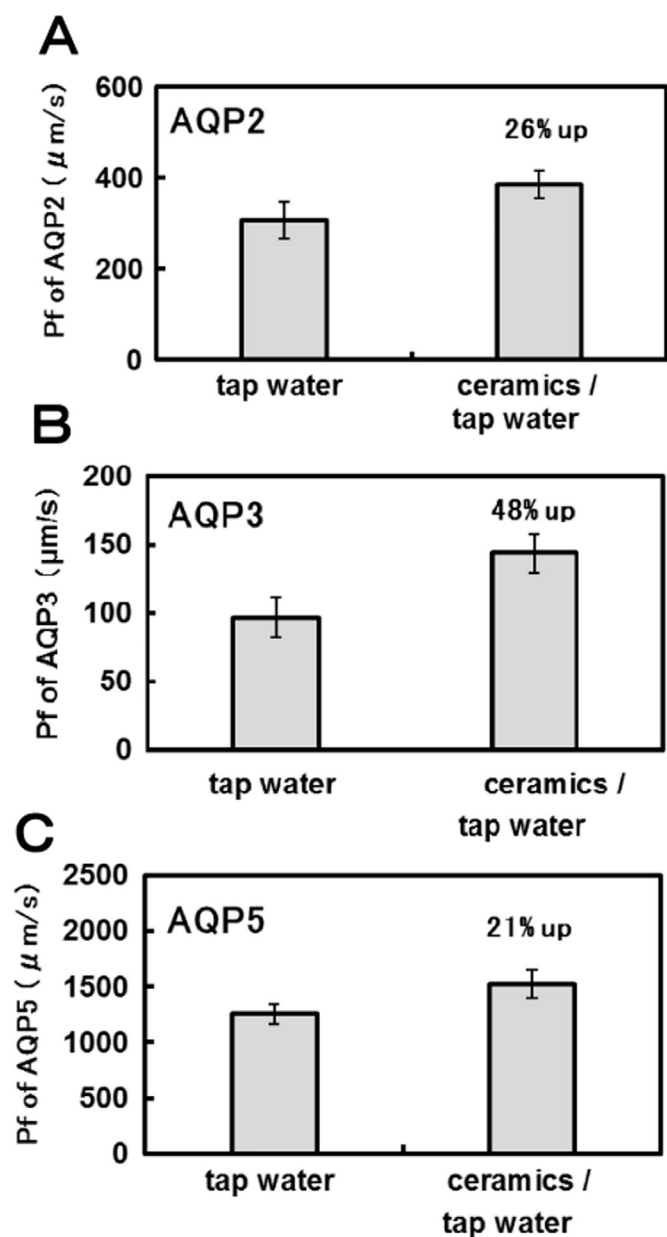 A
Pf of AQP2 ( μm/s)
600
400
200
0
AQP2
26% up
tap water
ceramics /
tap water
B
Pf of AQP3 (μm/s)
200
150
100
50
0
AQP3
48% up
tap water
ceramics /
tap water
C
Pf of AQP5 ( μm/s)
2500
2000
1500
1000
500
0
AQP5
21% up
tap water
ceramics /
tap water